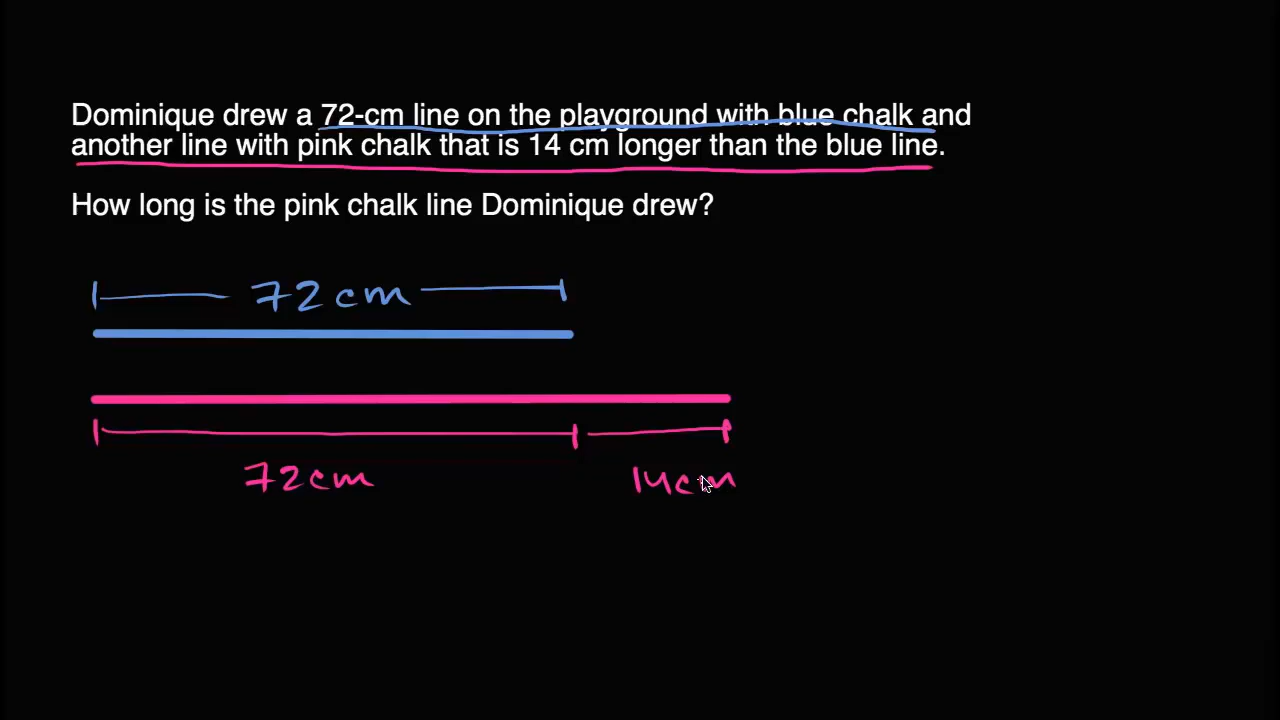 Dominique drew a 72-cm line on the playground with blue chalk and
another line with pink chalk that is 14 cm longer than the blue line.
How long is the pink chalk line Dominique drew?
72cm
72cm 14cm